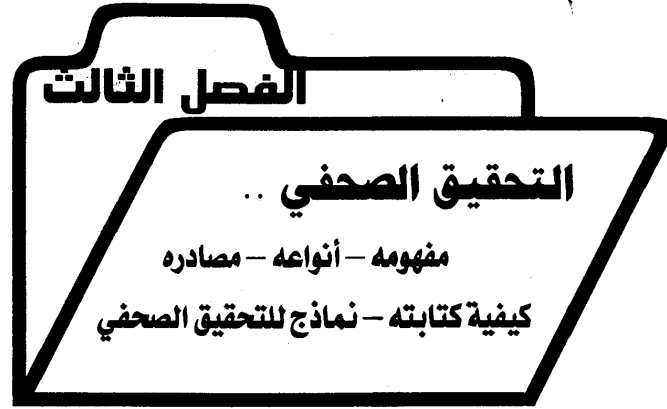 الفصل الثالث
التحقيق الصحفي ..
مفهومه – أنواعه – مصادره
كيفية كتابته – نماذج للتحقيق الصحفي